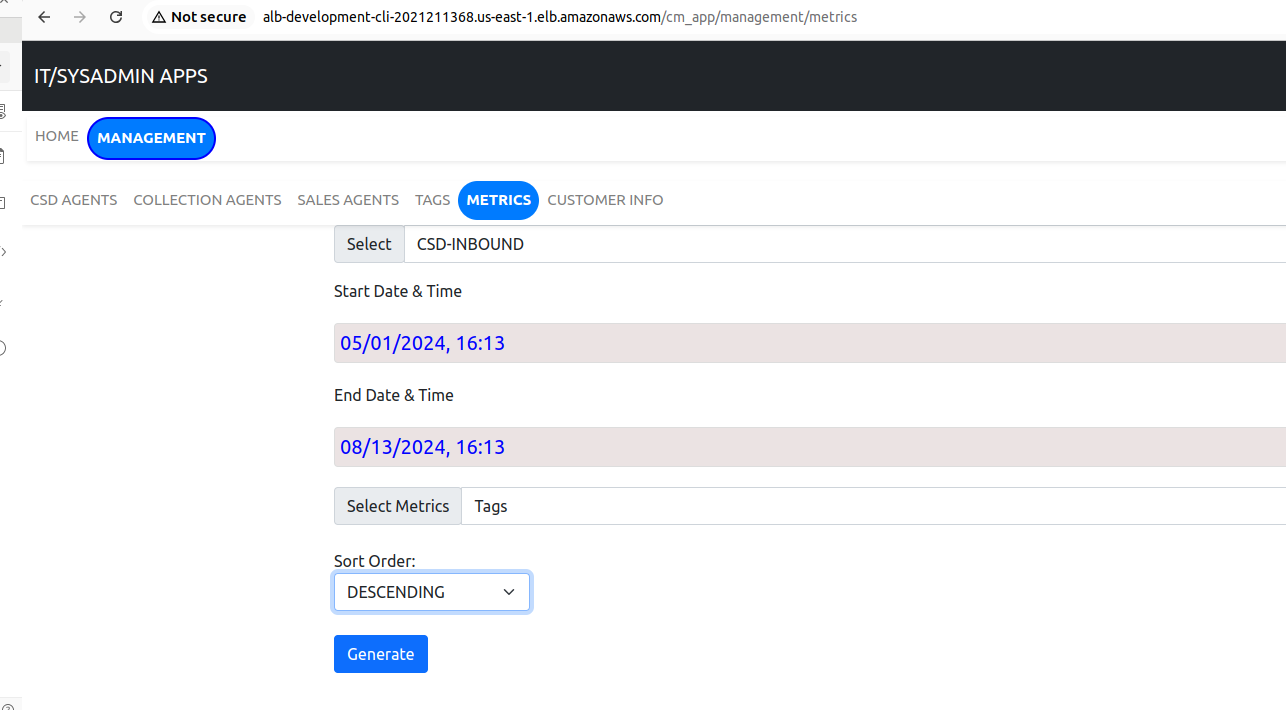 Not secure alb-development-cli-2021211368.us-east-1.elb.amazonaws.com/cm_app/management/metrics
IT/SYSADMIN APPS
HOME MANAGEMENT
CSD AGENTS COLLECTION AGENTS SALES AGENTS TAGS METRICS CUSTOMER INFO
Select CSD-INBOUND
Start Date & Time
05/01/2024, 16:13
End Date & Time
08/13/2024, 16:13
Select Metrics Tags
Sort Order:
DESCENDING
Generate